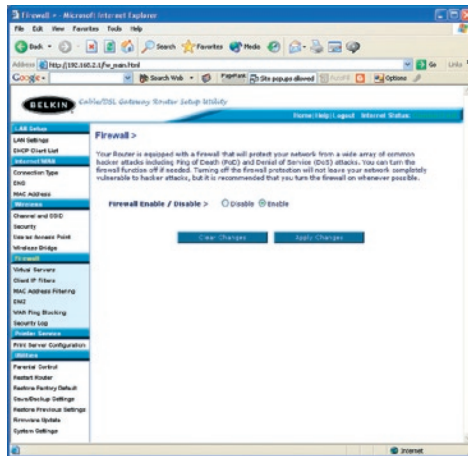 Firewall > - Microsoft Internet Explorer
File Edit View Favorites Tools Help
Back Search Favorites Media
Address http://192.168.2.1/fw_main.html Go Links
Google Search Web PageRank Site popups allowed AutoFill Options
BELKIN Cable/DSL Gateway Router Setup Utility
Home|Help|Logout Internet Status:
LAN Setup
LAN Settings
DHCP Client List
Internet WAN
Connection Type
DNS
MAC Address
Wireless
Channel and SSID
Security
Use as Access Point
Wireless Bridge
Firewall
Virtual Servers
Client IP Filters
MAC Address Filtering
DMZ
WAN Ping Blocking
Security Log
Printer Service
Print Server Configuration
Utilities
Parental Control
Restart Router
Restore Factory Default
Save/Backup Settings
Restore Previous Settings
Firmware Update
System Settings
Firewall >
Your Router is equipped with a firewall that will protect your network from a wide array of common
hacker attacks including Ping of Death (PoD) and Denial of Service (DoS) attacks. You can turn the
firewall function off if needed. Turning off the firewall protection will not leave your network completely
vulnerable to hacker attacks, but it is recommended that you turn the firewall on whenever possible.
Firewall Enable / Disable > Disable Enable
Clear Changes Apply Changes
Internet